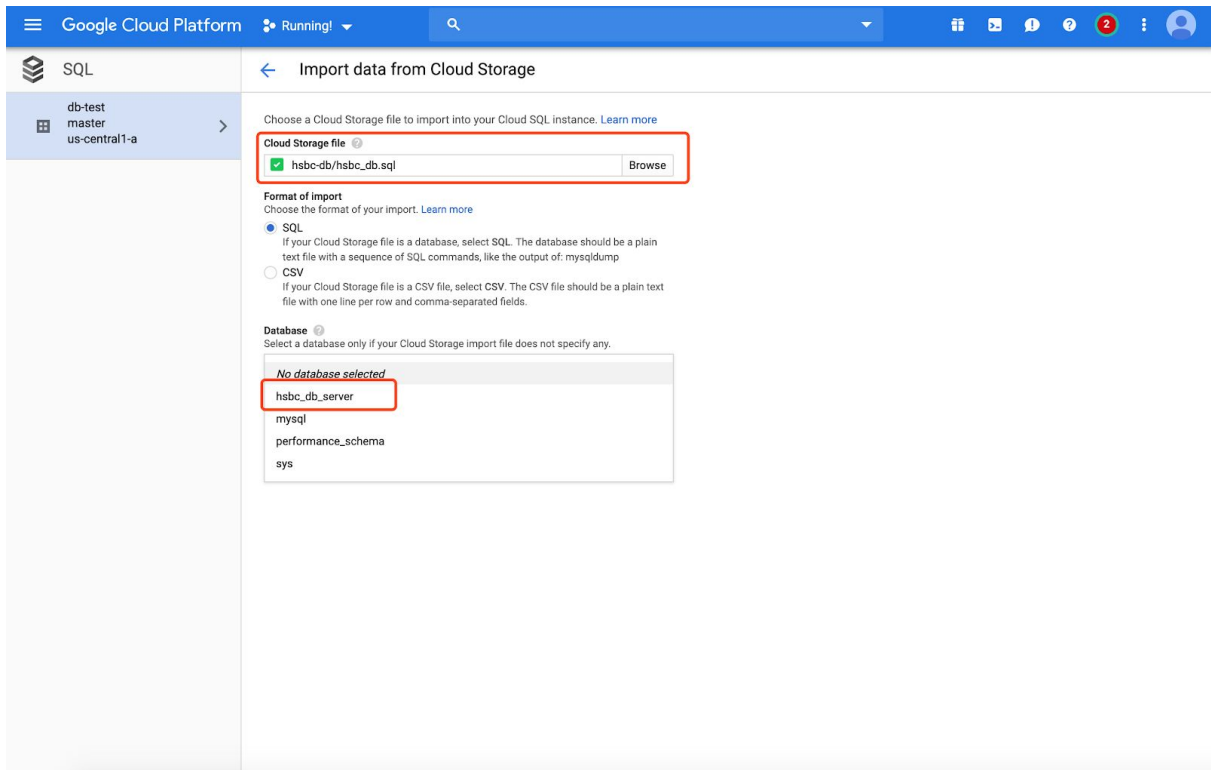 Google Cloud Platform
Running!
2
SQL
Import data from Cloud Storage
db-test
master
us-central1-a
Choose a Cloud Storage file to import into your Cloud SQL instance. Learn more
Cloud Storage file
hsbc-db/hsbc_db.sql
Browse
Format of import
Choose the format of your import. Learn more
SQL
If your Cloud Storage file is a database, select SQL. The database should be a plain
text file with a sequence of SQL commands, like the output of: mysqldump
CSV
If your Cloud Storage file is a CSV file, select CSV. The CSV file should be a plain text
file with one line per row and comma-separated fields.
Database
Select a database only if your Cloud Storage import file does not specify any.
No database selected
hsbc_db_server
mysql
performance_schema
sys